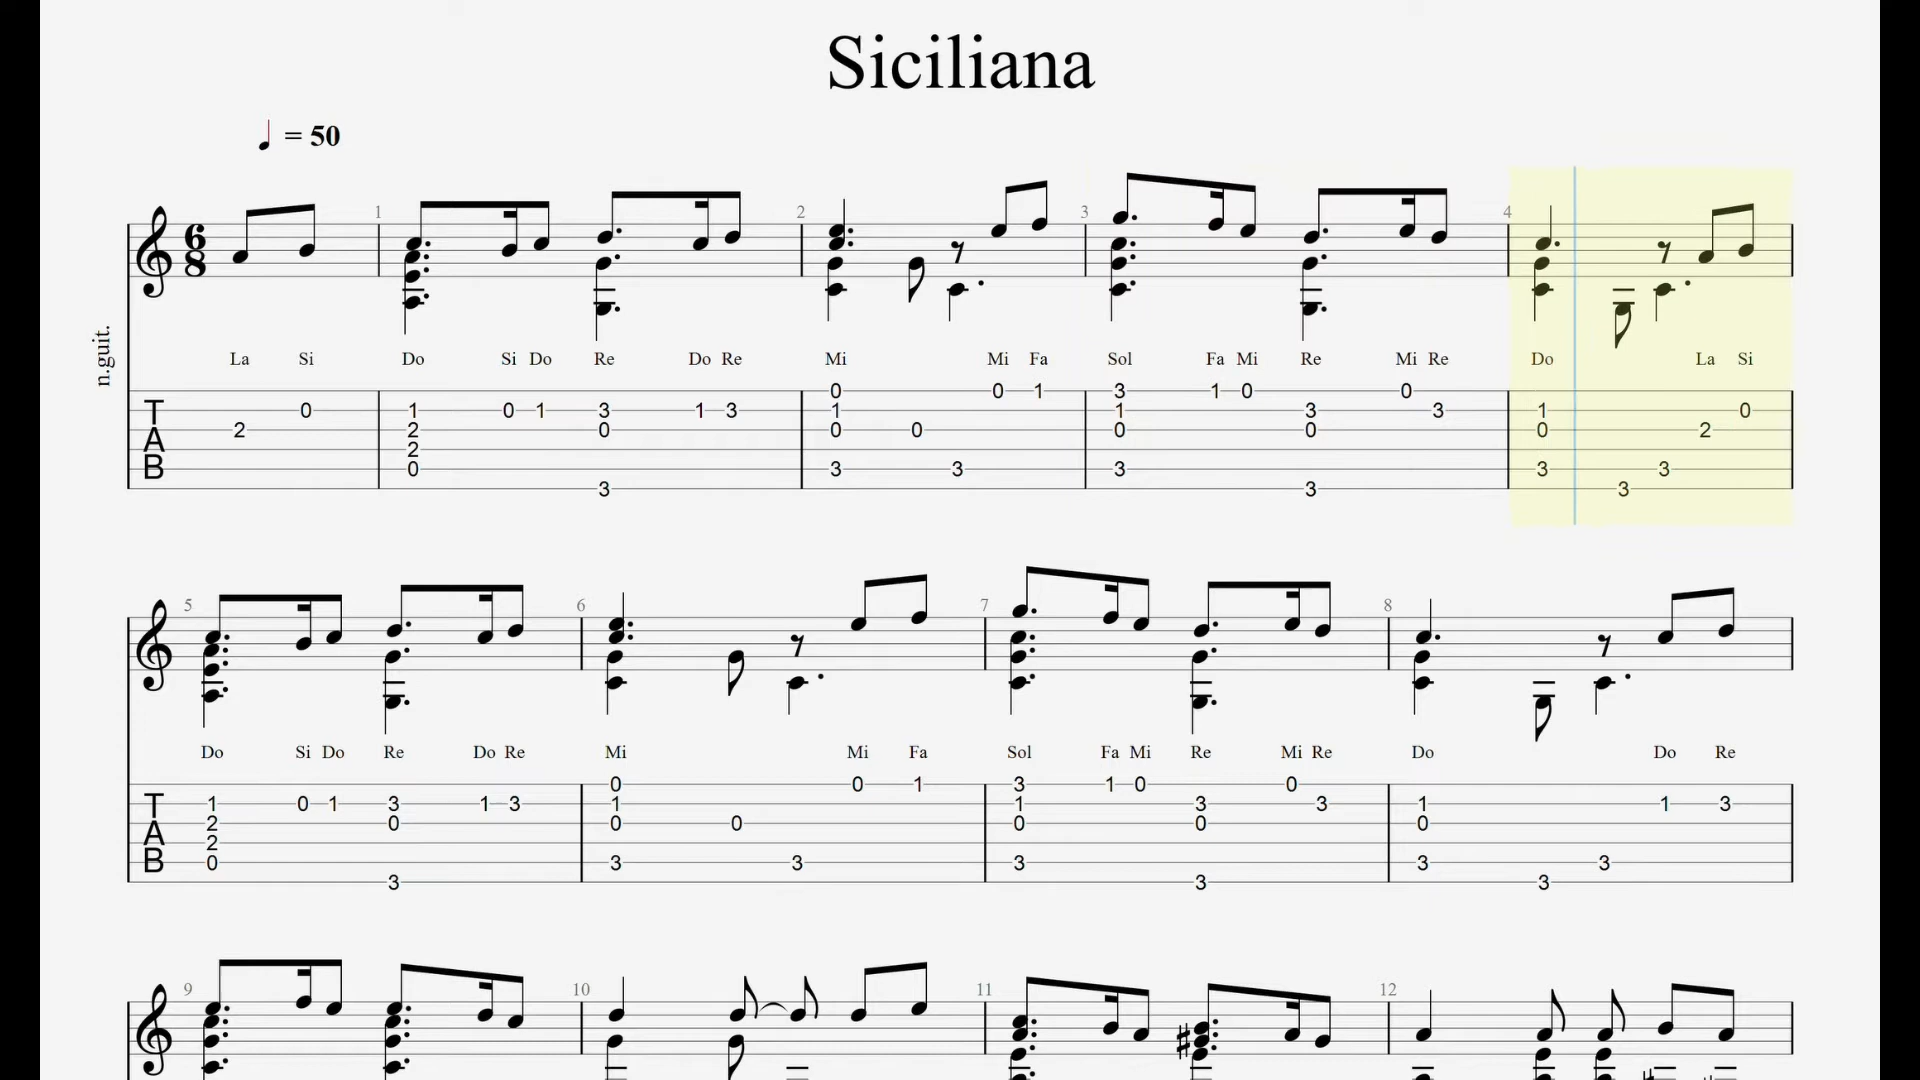 Siciliana
= 50
6
8
1 2 3 4
n.guit.
La Si Do Si Do Re Do Re Mi Mi Fa Sol Fa Mi Re Mi Re Do La Si
0 0 1 3 1 0 0
0 1 0 1 3 1 3 1 1 3 3 1 0
T 2 2 0 0 0 0 0 0 2
A 2
B 0 3 3 3 3 3
3 3 3
5 6 7 8
Do Si Do Re Do Re Mi Mi Fa Sol Fa Mi Re Mi Re Do Do Re
0 0 1 3 1 0 0
T 1 0 1 3 1 3 1 1 3 3 1 1 3
A 2 0 0 0 0 0 0
2
B 0 3 3 3 3 3
3 3 3
9 10 11 12